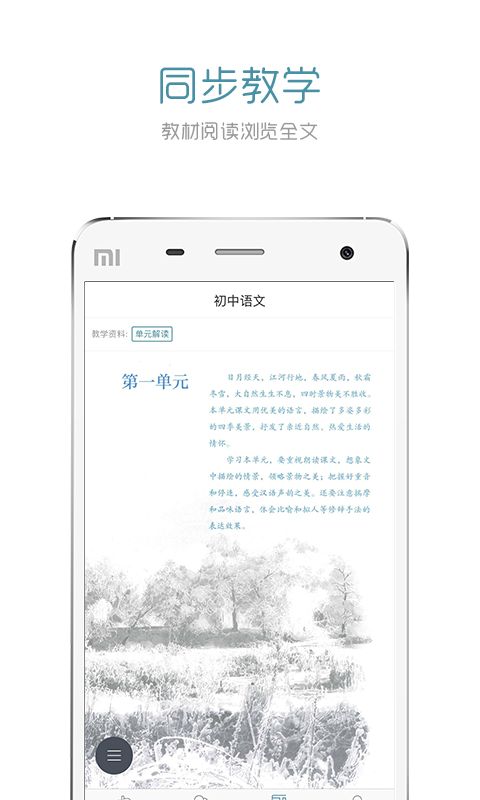 同步教学
教材阅读浏览全文
mi
初中语文
教学资料: 单元解读
第一单元
日月经天，江河行地，春风夏雨，秋霜
冬雪，大自然生生不息，四时景物美不胜收。
本单元课文用优美的语言，描绘了多姿多彩
的四季美景，抒发了亲近自然、热爱生活的
情怀。
学习本单元，要重视朗读课文，想象文
中描绘的情景，领略景物之美；把握好重音
和停连，感受汉语声韵之美。还要注意揣摩
和品味语言，体会比喻和拟人等修辞手法的
表达效果。